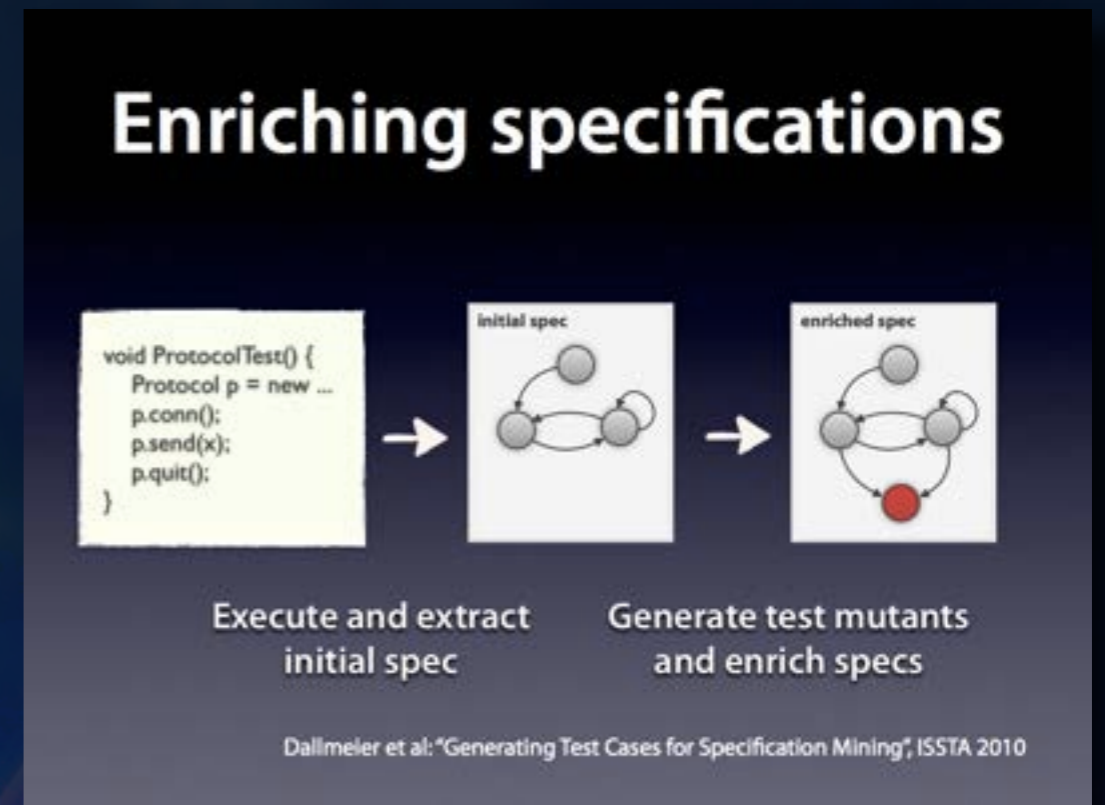 Enriching specifications
void ProtocolTest() {
Protocol p = new ...
p.conn();
p.send(x);
p.quit();
}
initial spec
enriched spec
Execute and extract
initial spec
Generate test mutants
and enrich specs
Dallmeier et al: “Generating Test Cases for Specification Mining”, ISSTA 2010